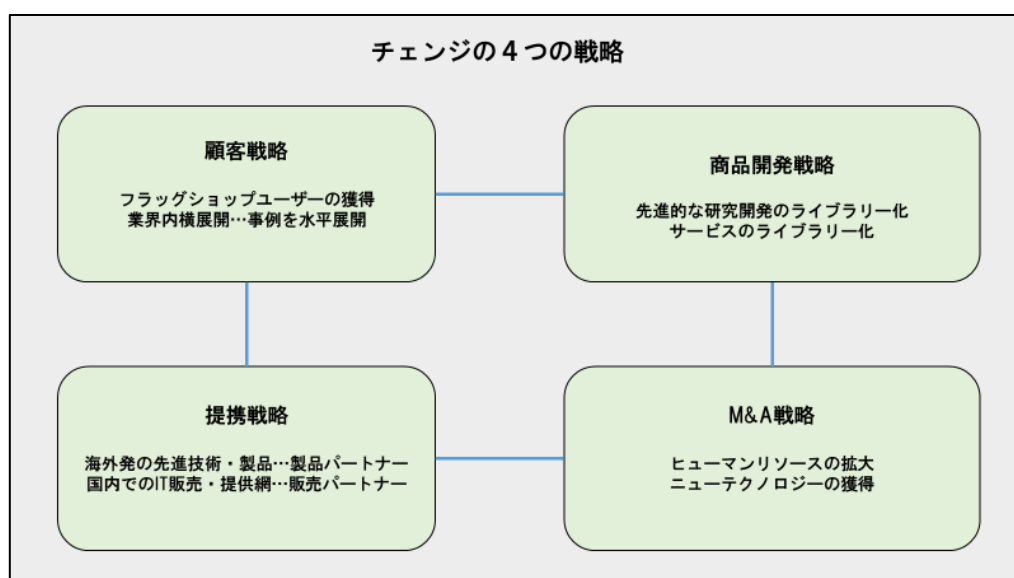 チェンジの４つの戦略
顧客戦略
フラッグショップユーザーの獲得
業界内横展開…事例を水平展開
商品開発戦略
先進的な研究開発のライブラリー化
サービスのライブラリー化
提携戦略
海外発の先進技術・製品…製品パートナー
国内でのIT販売・提供網…販売パートナー
M&A戦略
ヒューマンリソースの拡大
ニューテクノロジーの獲得